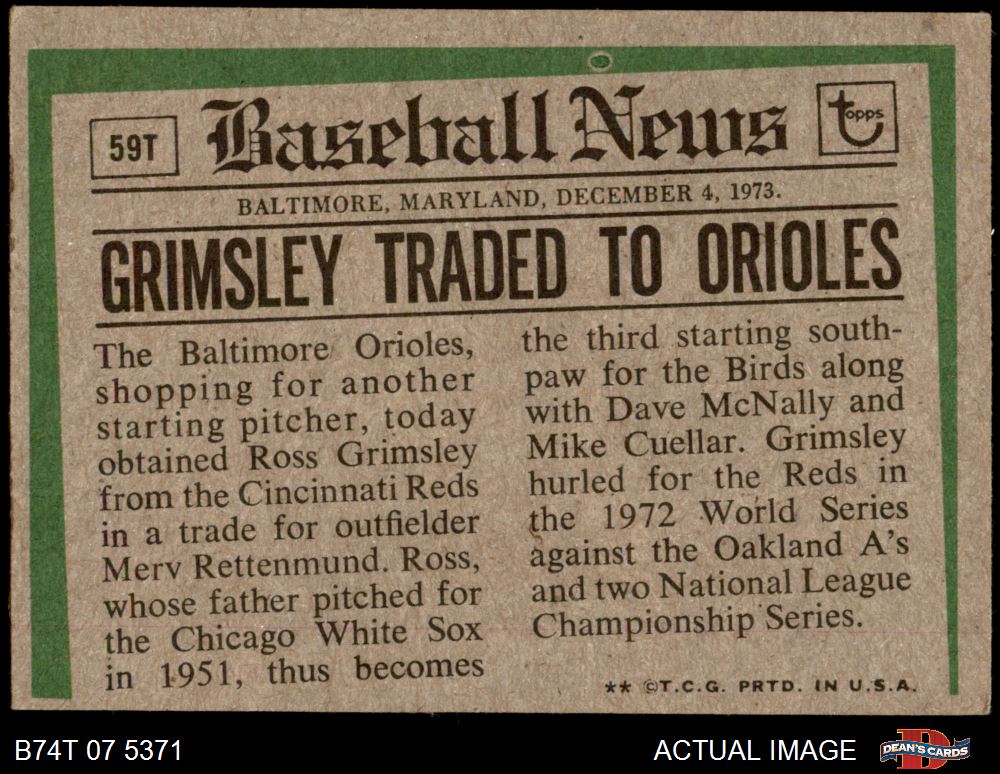 59T
Baseball News
topps
BALTIMORE, MARYLAND, DECEMBER 4, 1973.
GRIMSLEY TRADED TO ORIOLES
The Baltimore Orioles,
shopping for another
starting pitcher, today
obtained Ross Grimsley
from the Cincinnati Reds
in a trade for outfielder
Merv Rettenmund. Ross,
whose father pitched for
the Chicago White Sox
in 1951, thus becomes
the third starting south-
paw for the Birds along
with Dave McNally and
Mike Cuellar. Grimsley
hurled for the Reds in
the 1972 World Series
against the Oakland A's
and two National League
Championship Series.
** ©T.C.G. PRTD. IN U.S.A.
B74T 07 5371
ACTUAL IMAGE
DEAN'S CARDS